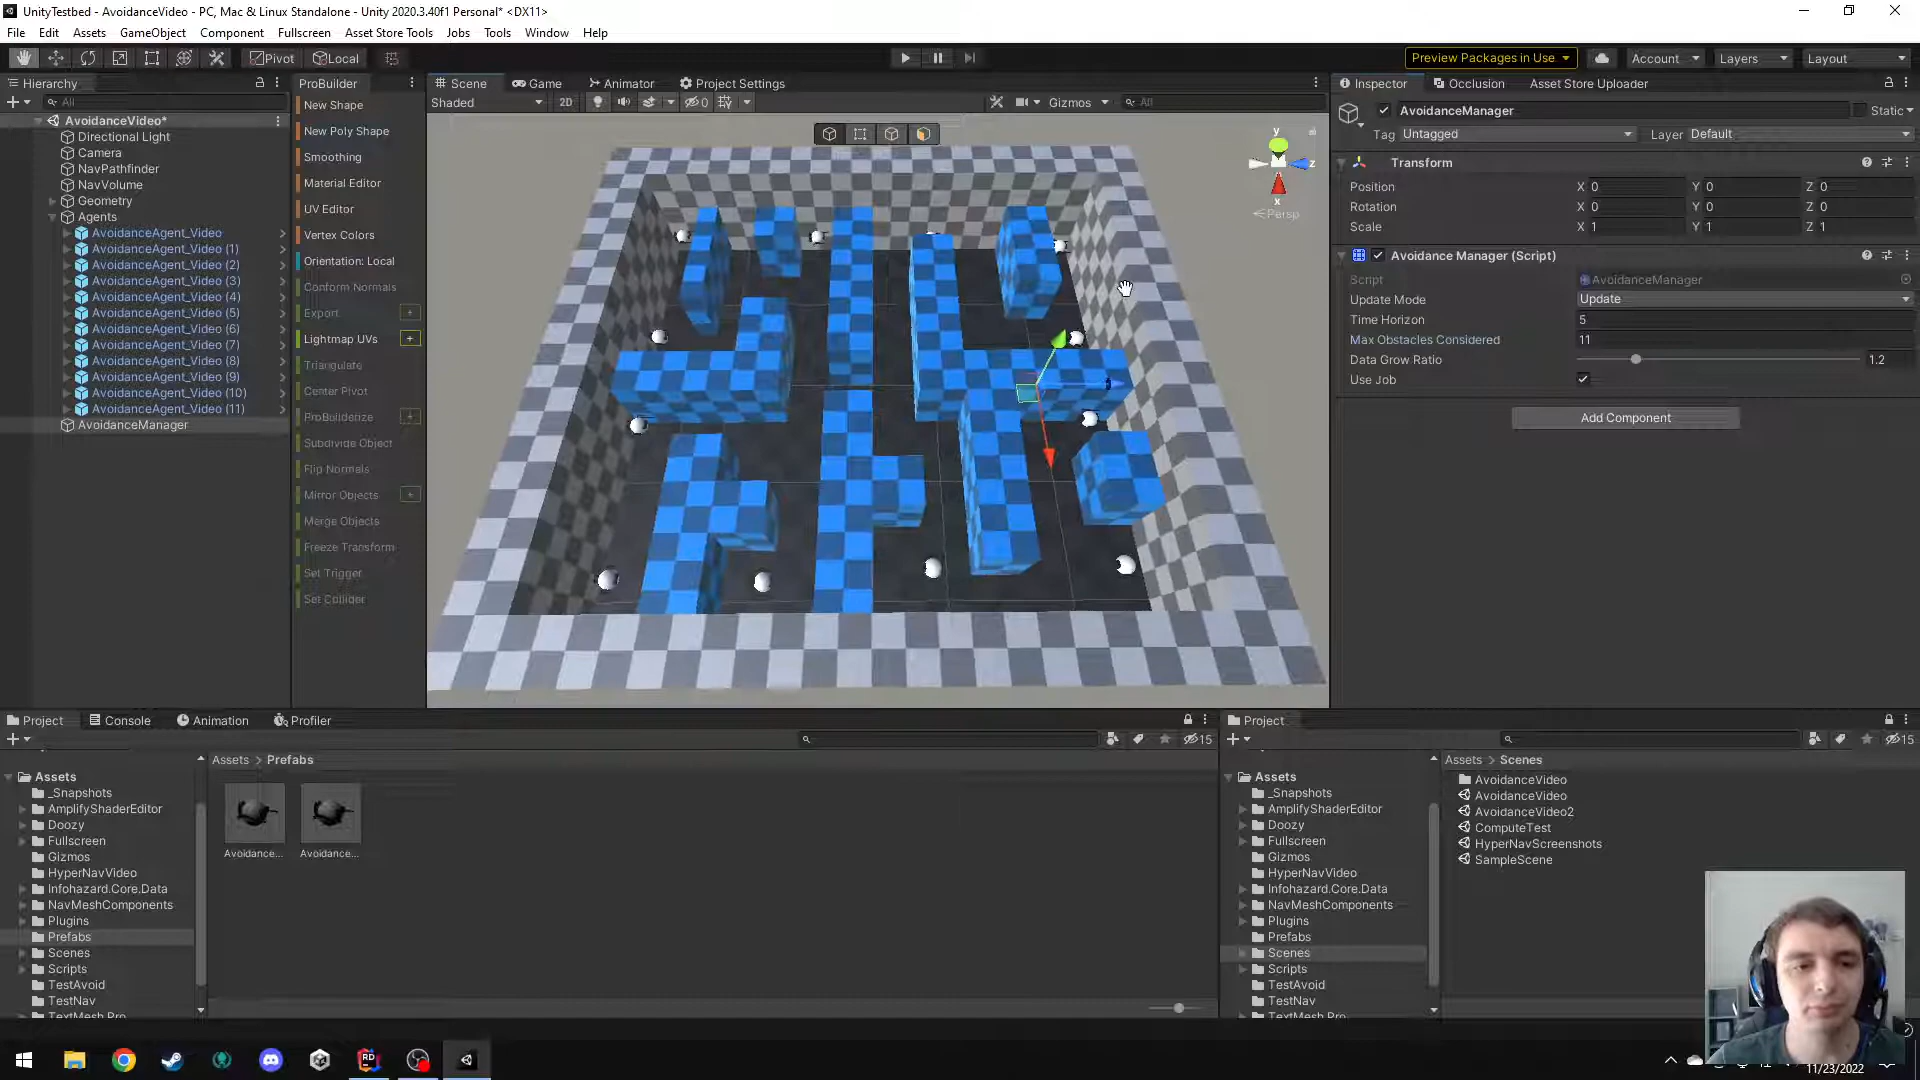 UnityTestbed - AvoidanceVideo - PC, Mac & Linux Standalone - Unity 2020.3.40f1 Personal* <DX11>
File Edit Assets GameObject Component Fullscreen Asset Store Tools Jobs Tools Window Help
Pivot Local Preview Packages in Use Account Layers Layout
Hierarchy
All
AvoidanceVideo*
Directional Light
Camera
NavPathfinder
NavVolume
Geometry
Agents
AvoidanceAgent_Video
AvoidanceAgent_Video (1)
AvoidanceAgent_Video (2)
AvoidanceAgent_Video (3)
AvoidanceAgent_Video (4)
AvoidanceAgent_Video (5)
AvoidanceAgent_Video (6)
AvoidanceAgent_Video (7)
AvoidanceAgent_Video (8)
AvoidanceAgent_Video (9)
AvoidanceAgent_Video (10)
AvoidanceAgent_Video (11)
AvoidanceManager
ProBuilder
New Shape
New Poly Shape
Smoothing
Material Editor
UV Editor
Vertex Colors
Orientation: Local
Conform Normals
Export +
Lightmap UVs +
Triangulate
Center Pivot
ProBuilderize +
Subdivide Object
Flip Normals
Mirror Objects +
Merge Objects
Freeze Transform
Set Trigger
Set Collider
Scene Game Animator Project Settings
Shaded 2D 0 Gizmos All
y
z
x
Persp
Inspector Occlusion Asset Store Uploader
AvoidanceManager Static
Tag Untagged Layer Default
Transform
Position X 0 Y 0 Z 0
Rotation X 0 Y 0 Z 0
Scale X 1 Y 1 Z 1
Avoidance Manager (Script)
Script AvoidanceManager
Update Mode Update
Time Horizon 5
Max Obstacles Considered 11
Data Grow Ratio 1.2
Use Job
Add Component
Project Console Animation Profiler
15
Assets
_Snapshots
AmplifyShaderEditor
Doozy
Fullscreen
Gizmos
HyperNavVideo
Infohazard.Core.Data
NavMeshComponents
Plugins
Prefabs
Scenes
Scripts
TestAvoid
TestNav
TextMesh Pro
Assets > Prefabs
Avoidance... Avoidance...
Project
15
Assets
_Snapshots
AmplifyShaderEditor
Doozy
Fullscreen
Gizmos
HyperNavVideo
Infohazard.Core.Data
NavMeshComponents
Plugins
Prefabs
Scenes
Scripts
TestAvoid
TestNav
TextMesh Pro
Assets > Scenes
AvoidanceVideo
AvoidanceVideo
AvoidanceVideo2
ComputeTest
HyperNavScreenshots
SampleScene
RD
11/23/2022